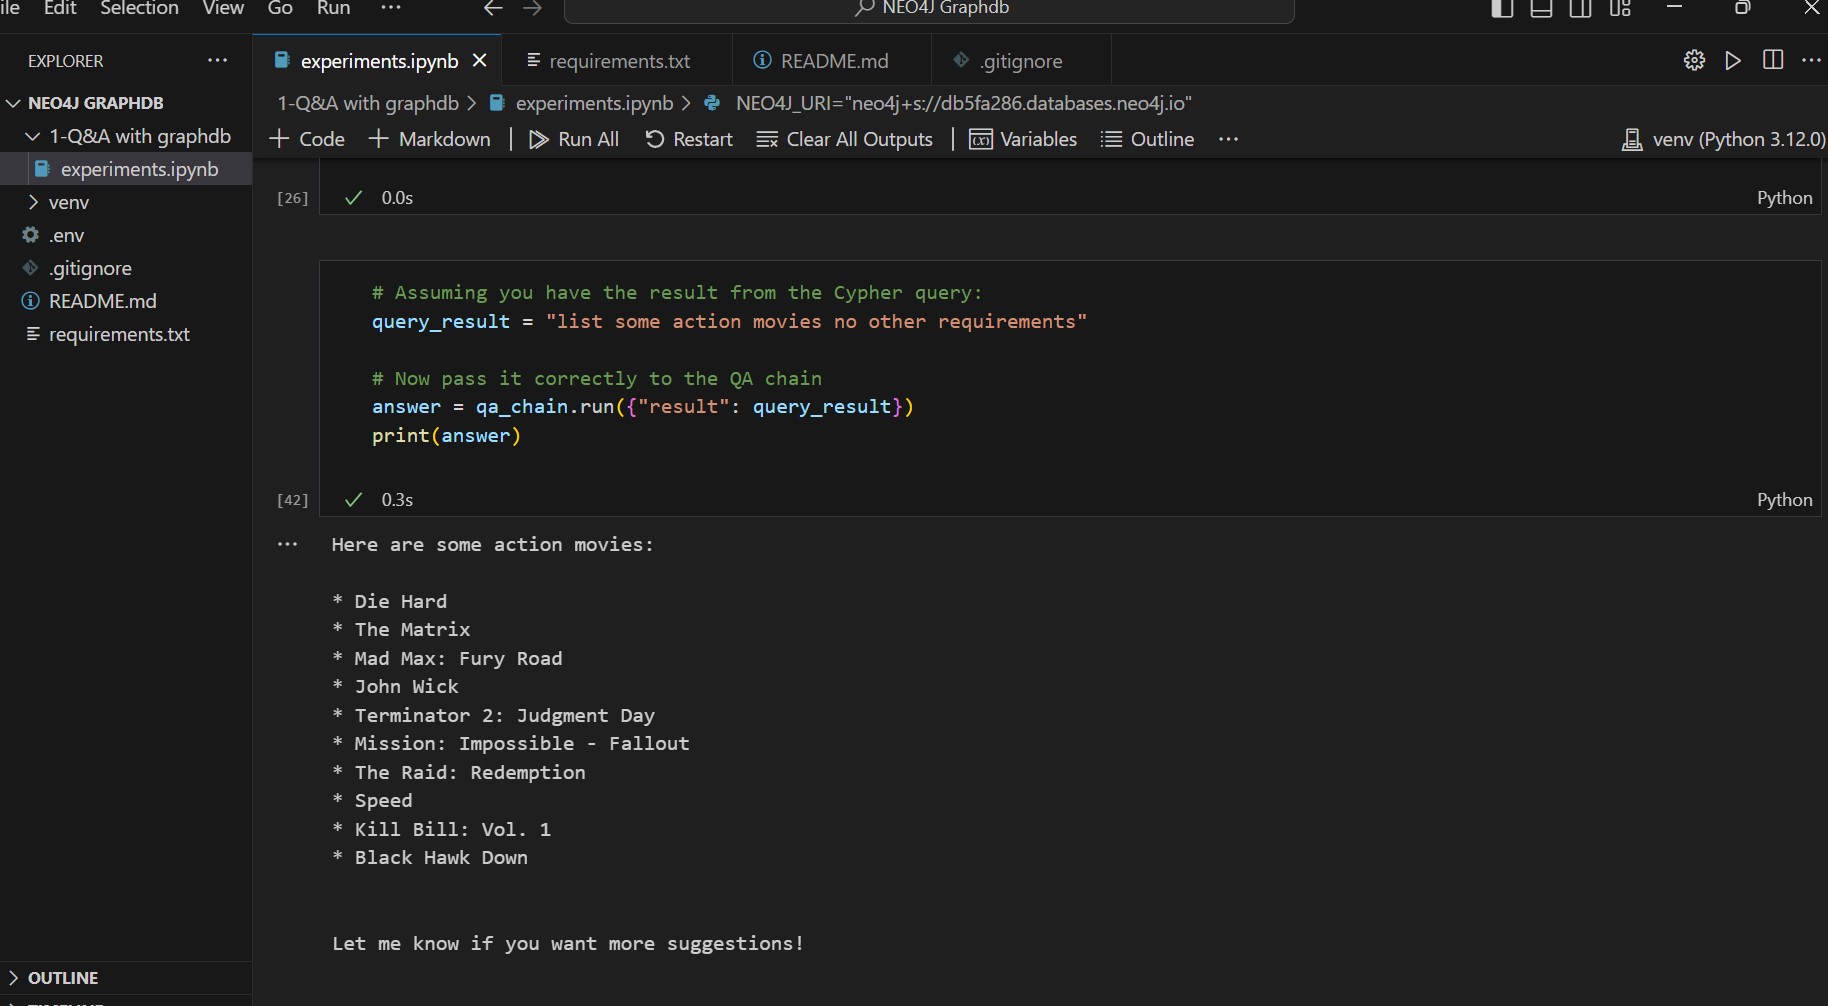 ile Edit Selection View Go Run ··· NEO4J Graphdb
EXPLORER ···
NEO4J GRAPHDB
1-Q&A with graphdb
experiments.ipynb
venv
.env
.gitignore
README.md
requirements.txt
OUTLINE
experiments.ipynb requirements.txt README.md .gitignore
1-Q&A with graphdb > experiments.ipynb > NEO4J_URI="neo4j+s://db5fa286.databases.neo4j.io"
+ Code + Markdown | Run All Restart Clear All Outputs | Variables Outline ··· venv (Python 3.12.0)
[26] ✓ 0.0s Python
# Assuming you have the result from the Cypher query:
query_result = "list some action movies no other requirements"
# Now pass it correctly to the QA chain
answer = qa_chain.run({"result": query_result})
print(answer)
[42] ✓ 0.3s Python
··· Here are some action movies:
* Die Hard
* The Matrix
* Mad Max: Fury Road
* John Wick
* Terminator 2: Judgment Day
* Mission: Impossible - Fallout
* The Raid: Redemption
* Speed
* Kill Bill: Vol. 1
* Black Hawk Down
Let me know if you want more suggestions!